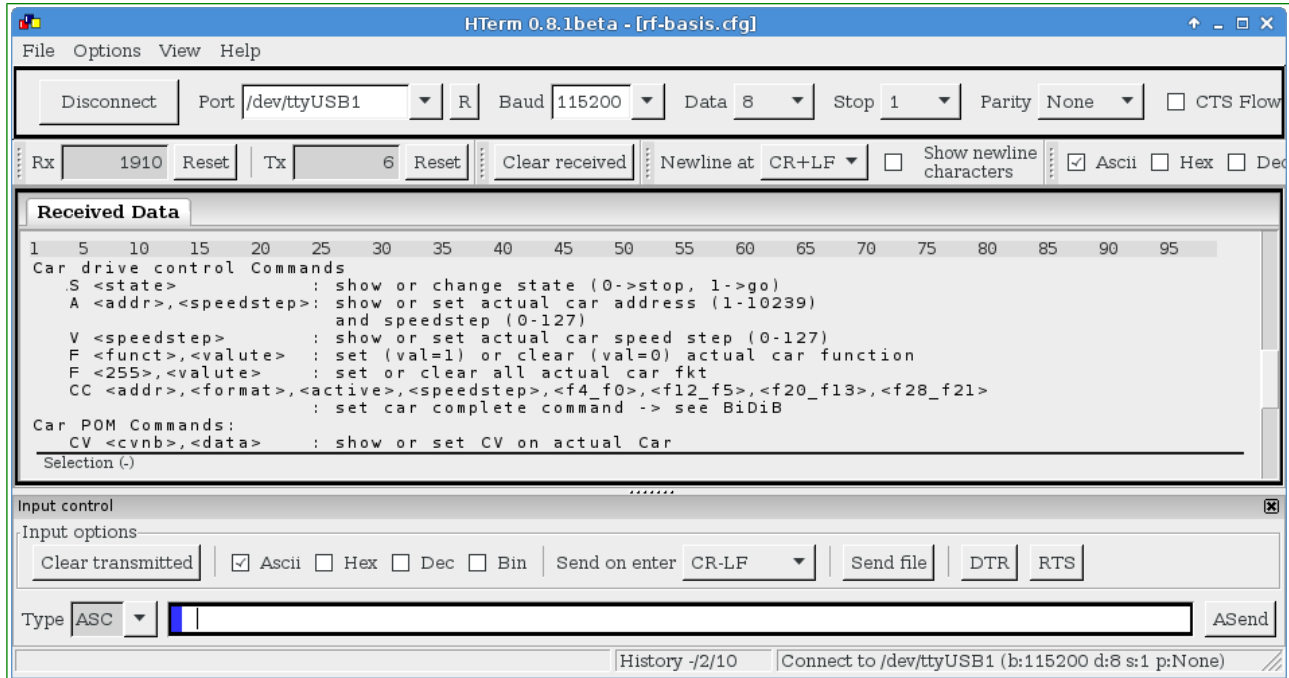 HTerm 0.8.1beta - [rf-basis.cfg]
File Options View Help
Disconnect Port /dev/ttyUSB1 R Baud 115200 Data 8 Stop 1 Parity None CTS Flow
Rx 1910 Reset Tx 6 Reset Clear received Newline at CR+LF Show newline characters Ascii Hex Dec
Received Data
1 5 10 15 20 25 30 35 40 45 50 55 60 65 70 75 80 85 90 95
Car drive control Commands
S <state> : show or change state (0->stop, 1->go)
A <addr>,<speedstep>: show or set actual car address (1-10239)
and speedstep (0-127)
V <speedstep> : show or set actual car speed step (0-127)
F <funct>,<valute> : set (val=1) or clear (val=0) actual car function
F <255>,<valute> : set or clear all actual car fkt
CC <addr>,<format>,<active>,<speedstep>,<f4_f0>,<f12_f5>,<f20_f13>,<f28_f21>
: set car complete command -> see BiDiB
Car POM Commands:
CV <cvnb>,<data> : show or set CV on actual Car
Selection (-)
Input control
Input options
Clear transmitted Ascii Hex Dec Bin Send on enter CR-LF Send file DTR RTS
Type ASC ASend
History -/2/10 Connect to /dev/ttyUSB1 (b:115200 d:8 s:1 p:None)